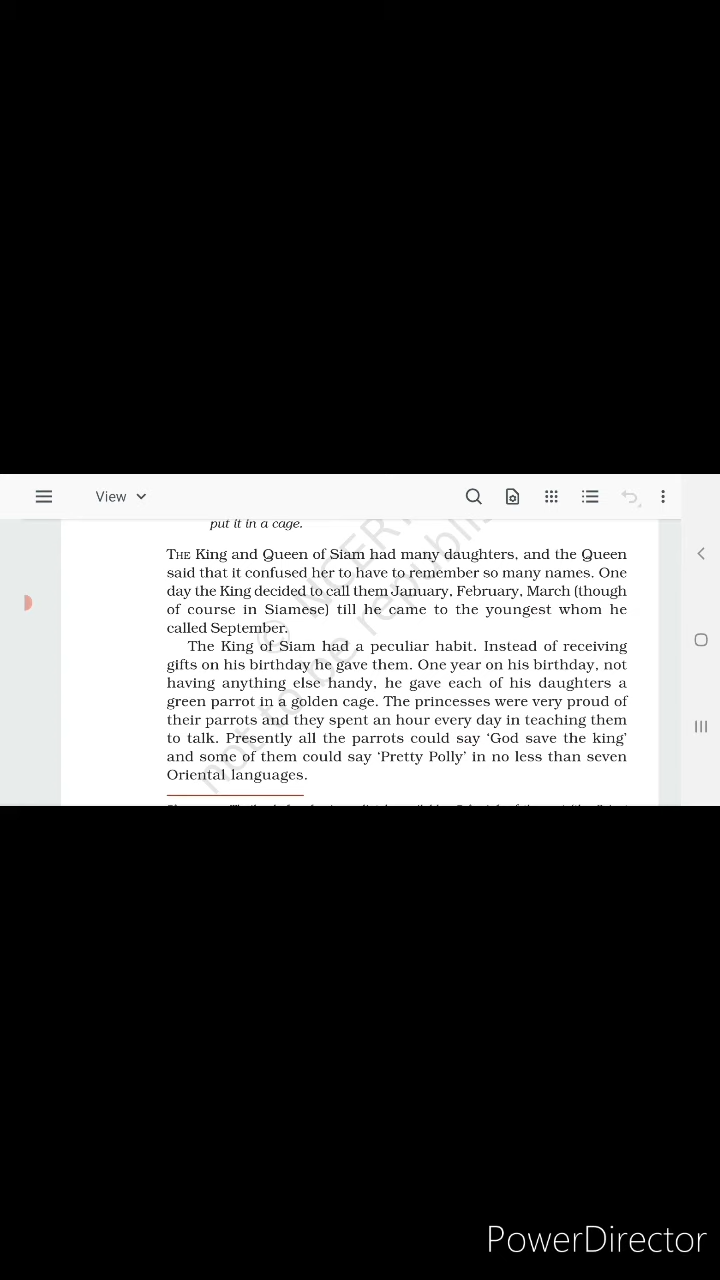 View
put it in a cage.
THE King and Queen of Siam had many daughters, and the Queen
said that it confused her to have to remember so many names. One
day the King decided to call them January, February, March (though
of course in Siamese) till he came to the youngest whom he
called September.
The King of Siam had a peculiar habit. Instead of receiving
gifts on his birthday he gave them. One year on his birthday, not
having anything else handy, he gave each of his daughters a
green parrot in a golden cage. The princesses were very proud of
their parrots and they spent an hour every day in teaching them
to talk. Presently all the parrots could say ‘God save the king’
and some of them could say ‘Pretty Polly’ in no less than seven
Oriental languages.
© NCERT
not to be republis
PowerDirector